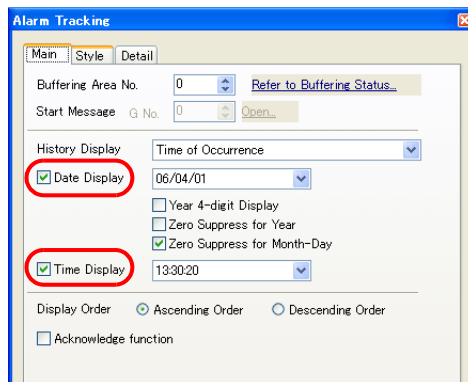 Alarm Tracking
Main Style Detail
Buffering Area No. 0 Refer to Buffering Status...
Start Message G No. 0 Open...
History Display Time of Occurrence
Date Display 06/04/01
Year 4-digit Display
Zero Suppress for Year
Zero Suppress for Month-Day
Time Display 13:30:20
Display Order Ascending Order Descending Order
Acknowledge function